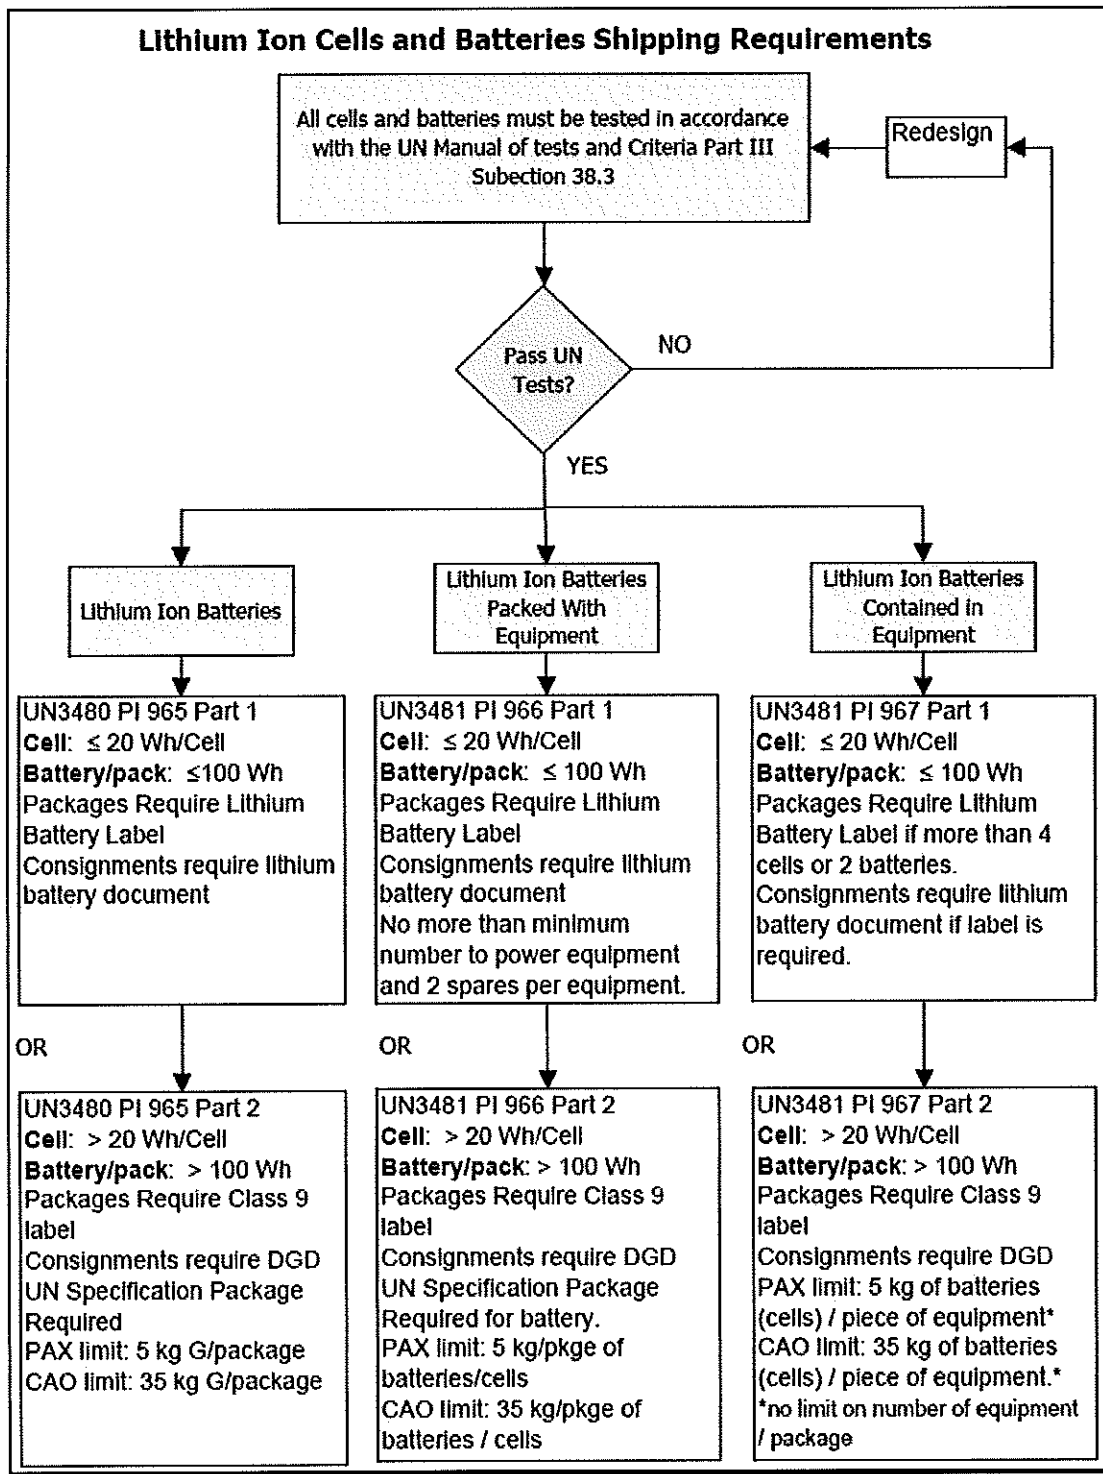 Lithium Ion Cells and Batteries Shipping Requirements
All cells and batteries must be tested in accordance
with the UN Manual of tests and Criteria Part III
Subection 38.3
Redesign
Pass UN
Tests?
NO
YES
Lithium Ion Batteries
Lithium Ion Batteries
Packed With
Equipment
Lithium Ion Batteries
Contained in
Equipment
UN3480 PI 965 Part 1
Cell: ≤ 20 Wh/Cell
Battery/pack: ≤100 Wh
Packages Require Lithium
Battery Label
Consignments require lithium
battery document
UN3481 PI 966 Part 1
Cell: ≤ 20 Wh/Cell
Battery/pack: ≤ 100 Wh
Packages Require Lithium
Battery Label
Consignments require lithium
battery document
No more than minimum
number to power equipment
and 2 spares per equipment.
UN3481 PI 967 Part 1
Cell: ≤ 20 Wh/Cell
Battery/pack: ≤ 100 Wh
Packages Require Lithium
Battery Label if more than 4
cells or 2 batteries.
Consignments require lithium
battery document if label is
required.
OR
OR
OR
UN3480 PI 965 Part 2
Cell: > 20 Wh/Cell
Battery/pack: > 100 Wh
Packages Require Class 9
label
Consignments require DGD
UN Specification Package
Required
PAX limit: 5 kg G/package
CAO limit: 35 kg G/package
UN3481 PI 966 Part 2
Cell: > 20 Wh/Cell
Battery/pack: > 100 Wh
Packages Require Class 9
label
Consignments require DGD
UN Specification Package
Required for battery.
PAX limit: 5 kg/pkge of
batteries/cells
CAO limit: 35 kg/pkge of
batteries / cells
UN3481 PI 967 Part 2
Cell: > 20 Wh/Cell
Battery/pack: > 100 Wh
Packages Require Class 9
label
Consignments require DGD
PAX limit: 5 kg of batteries
(cells) / piece of equipment*
CAO limit: 35 kg of batteries
(cells) / piece of equipment.*
*no limit on number of equipment
/ package